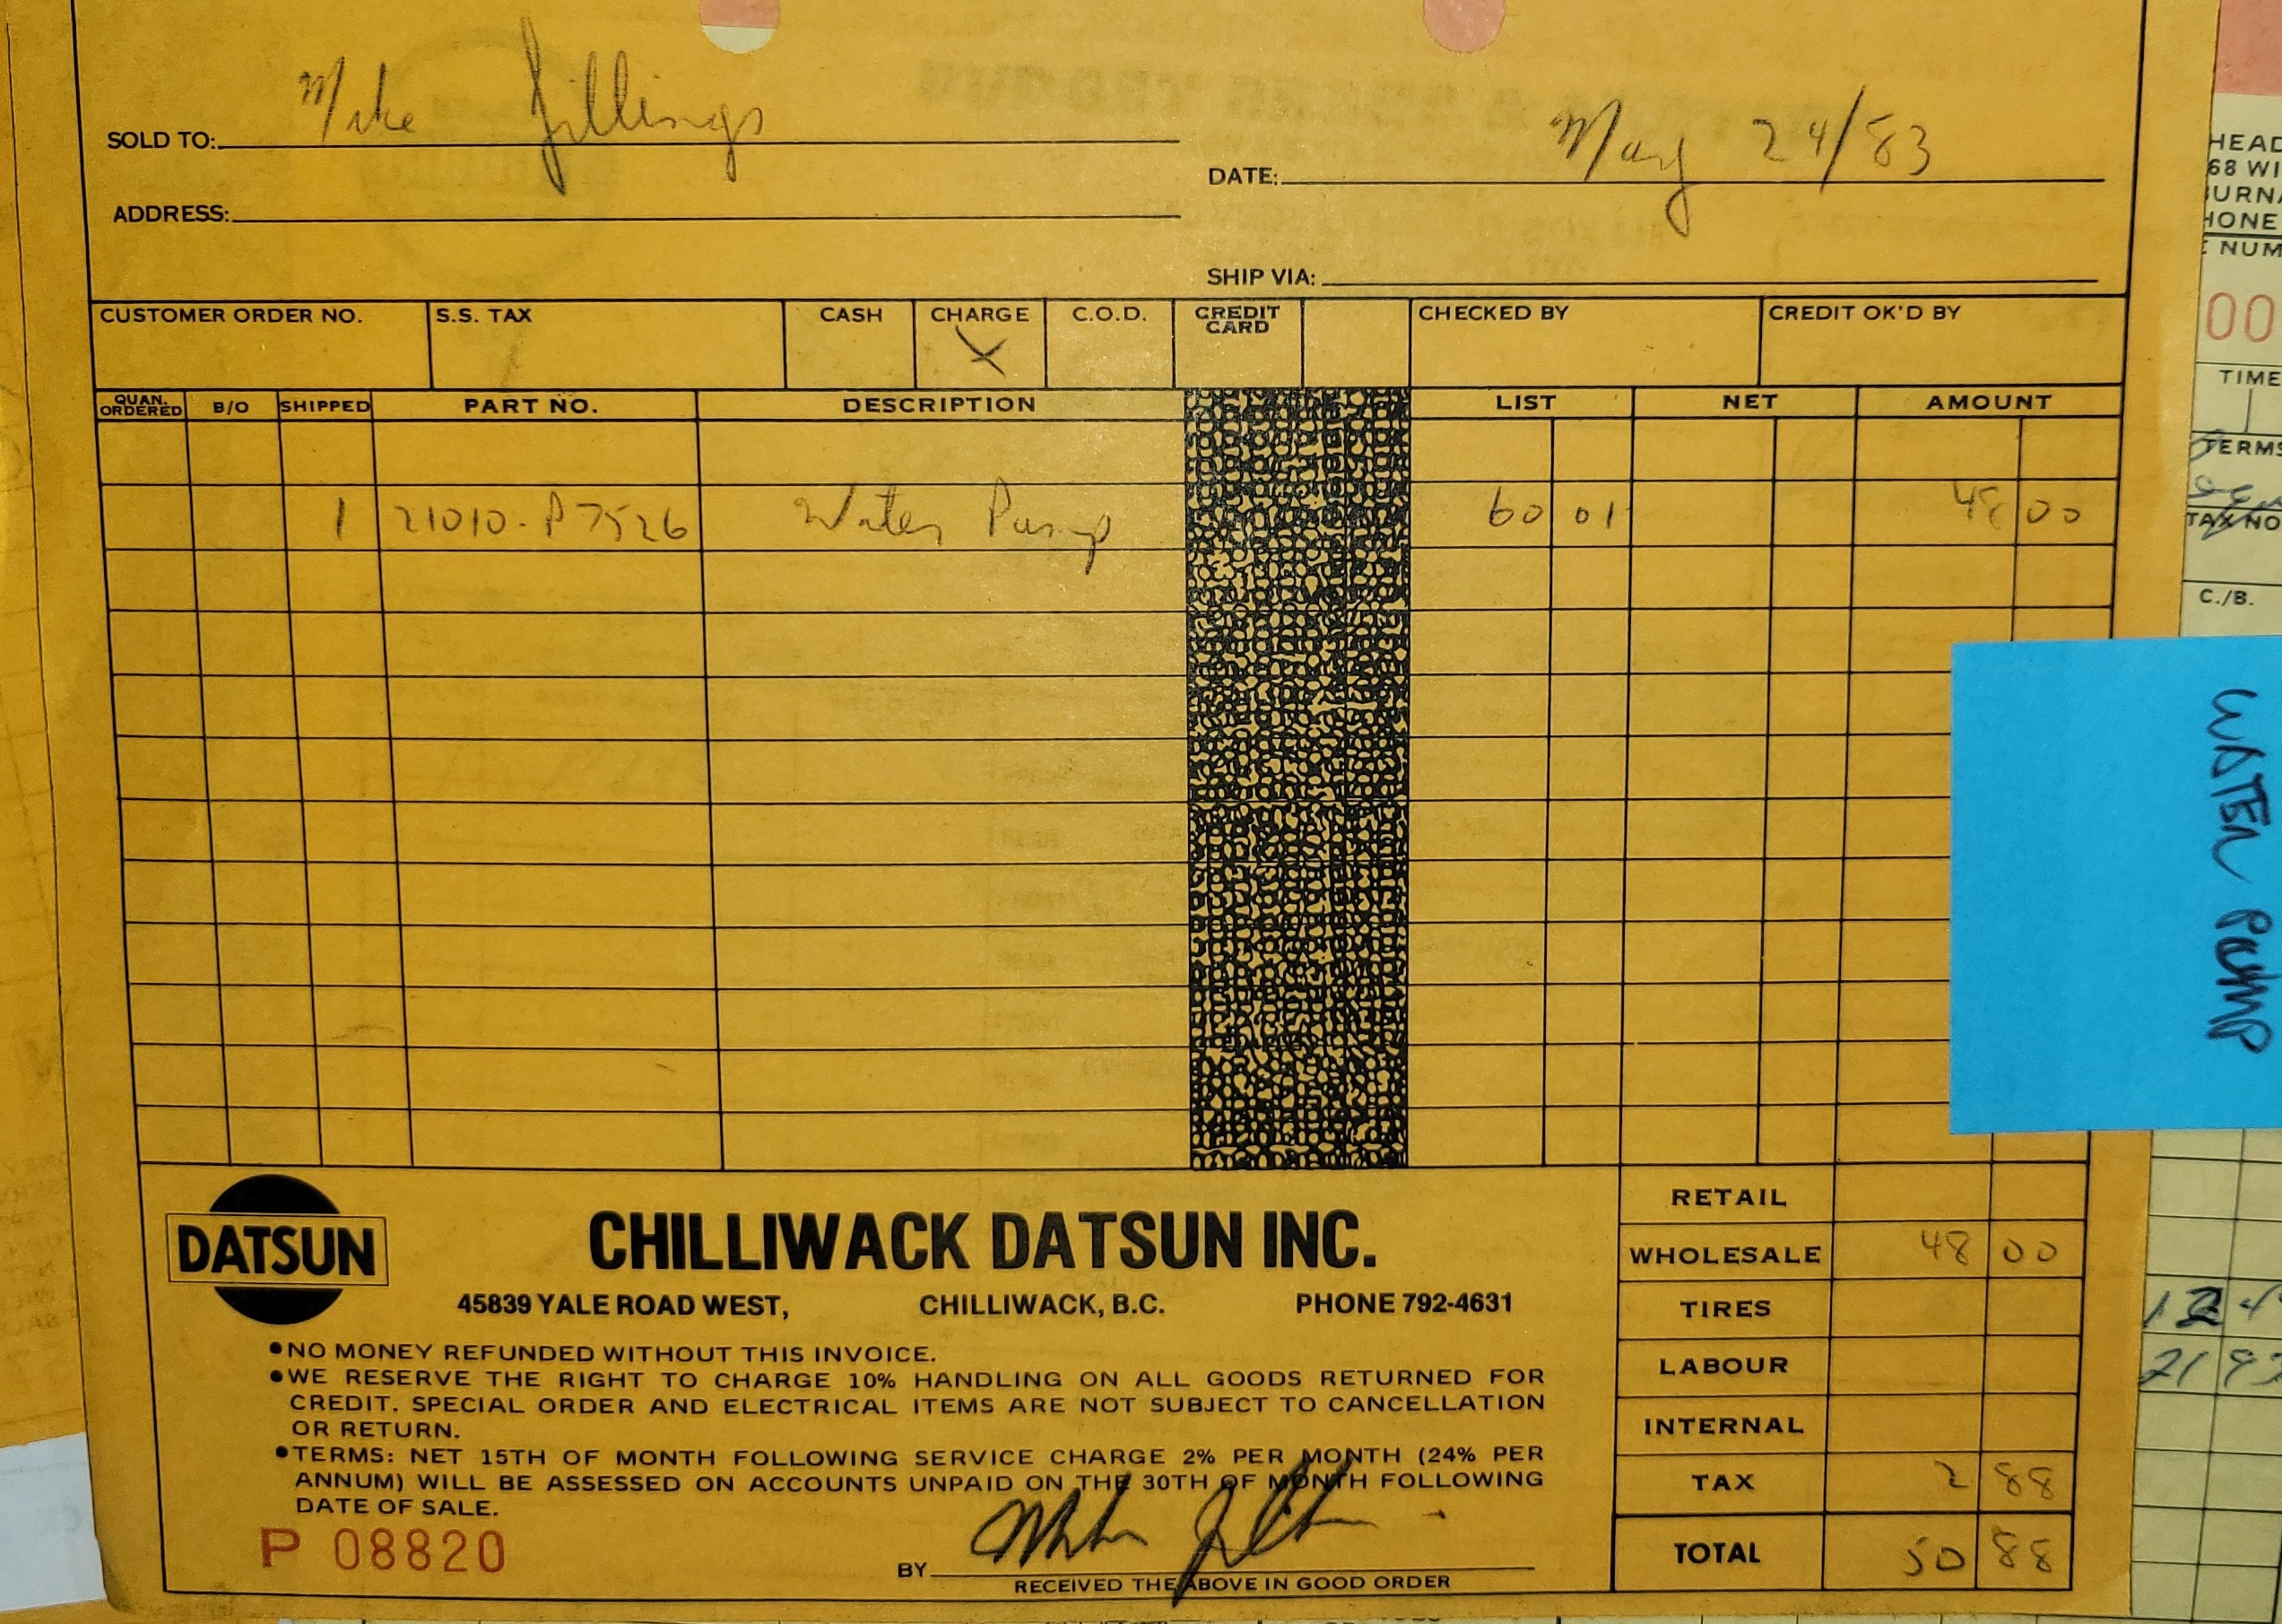 SOLD TO: Mike Jillings
DATE: May 24/83
ADDRESS:
SHIP VIA:
CUSTOMER ORDER NO. S.S. TAX CASH CHARGE C.O.D. CREDIT CARD CHECKED BY CREDIT OK'D BY
X
QUAN. ORDERED B/O SHIPPED PART NO. DESCRIPTION LIST NET AMOUNT
1 21010-P7526 Water Pump 60 01 48 00
WATER PUMP
RETAIL
WHOLESALE 48 00
TIRES
LABOUR
INTERNAL
TAX 2 88
TOTAL 50 88
DATSUN
CHILLIWACK DATSUN INC.
45839 YALE ROAD WEST, CHILLIWACK, B.C. PHONE 792-4631
•NO MONEY REFUNDED WITHOUT THIS INVOICE.
•WE RESERVE THE RIGHT TO CHARGE 10% HANDLING ON ALL GOODS RETURNED FOR
CREDIT. SPECIAL ORDER AND ELECTRICAL ITEMS ARE NOT SUBJECT TO CANCELLATION
OR RETURN.
•TERMS: NET 15TH OF MONTH FOLLOWING SERVICE CHARGE 2% PER MONTH (24% PER
ANNUM) WILL BE ASSESSED ON ACCOUNTS UNPAID ON THE 30TH OF MONTH FOLLOWING
DATE OF SALE.
P 08820
BY
RECEIVED THE ABOVE IN GOOD ORDER
HEAD
68 WI
HONE
NUM
00
TIME
TERMS
TAX NO
C./B.